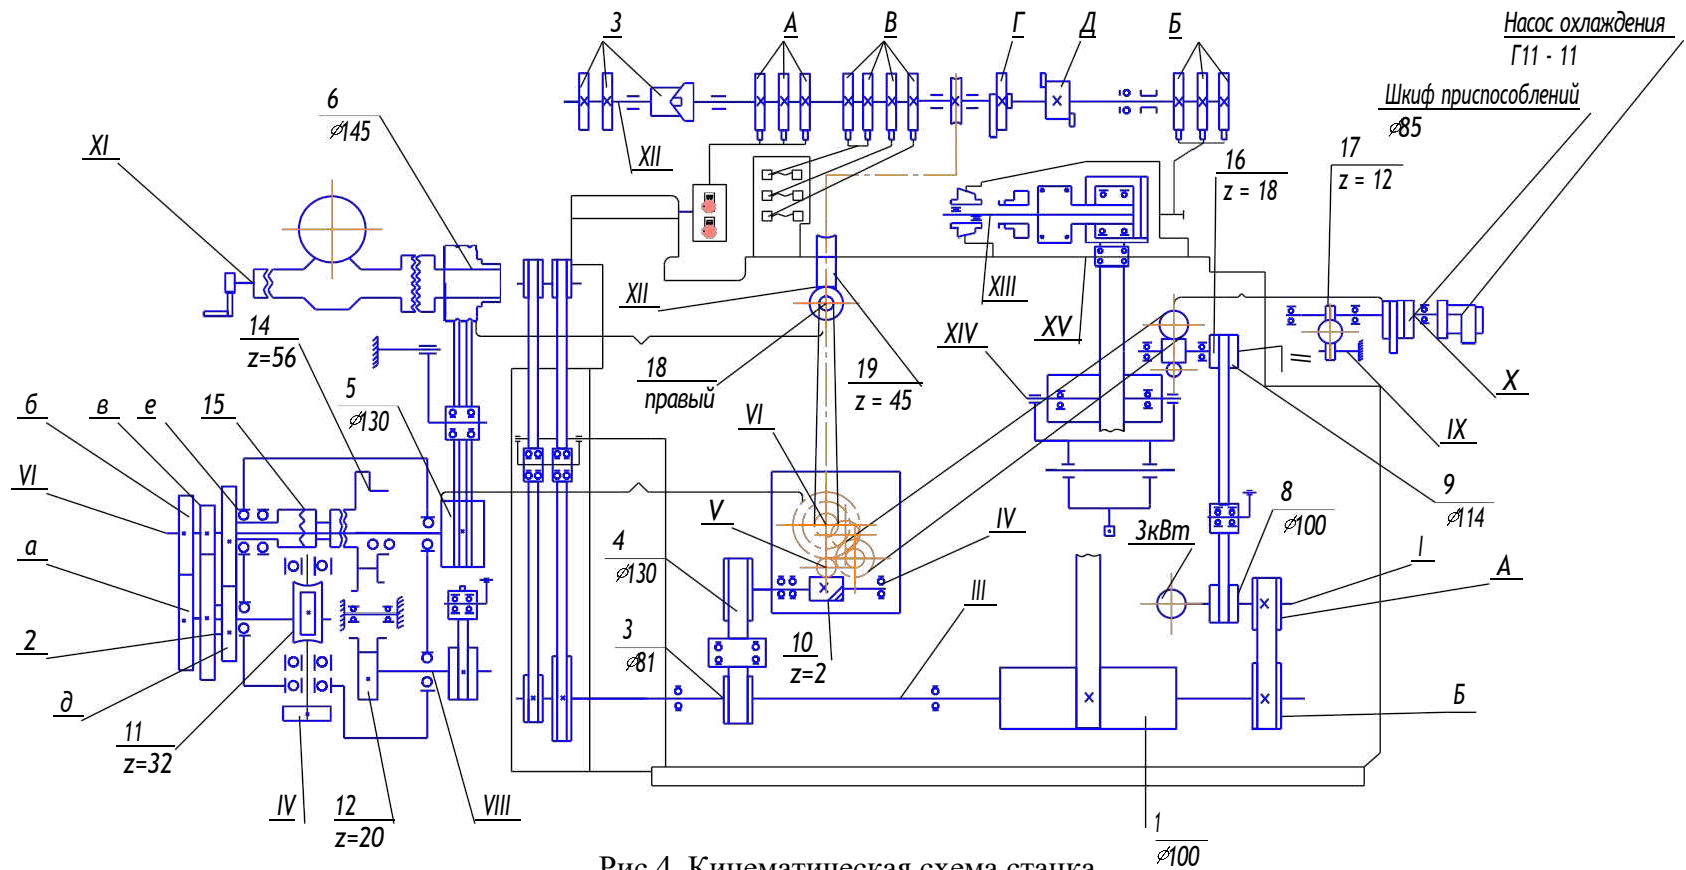 З
А
В
Г
Д
Б
Насос охлаждения
Г11 - 11
Шкив приспособлений
⌀85
6
⌀145
XI
XII
16
z = 18
17
z = 12
14
z=56
XII
XIII
XIV
XV
18
правый
19
z = 45
X
IX
б
в
е
15
5
⌀130
VI
VI
V
IV
4
⌀130
3кВт
8
⌀100
9
⌀114
I
А
а
2
д
11
z=32
IV
12
z=20
VIII
3
⌀81
10
z=2
III
Б
1
⌀100
Рис.4. Кинематическая схема станка